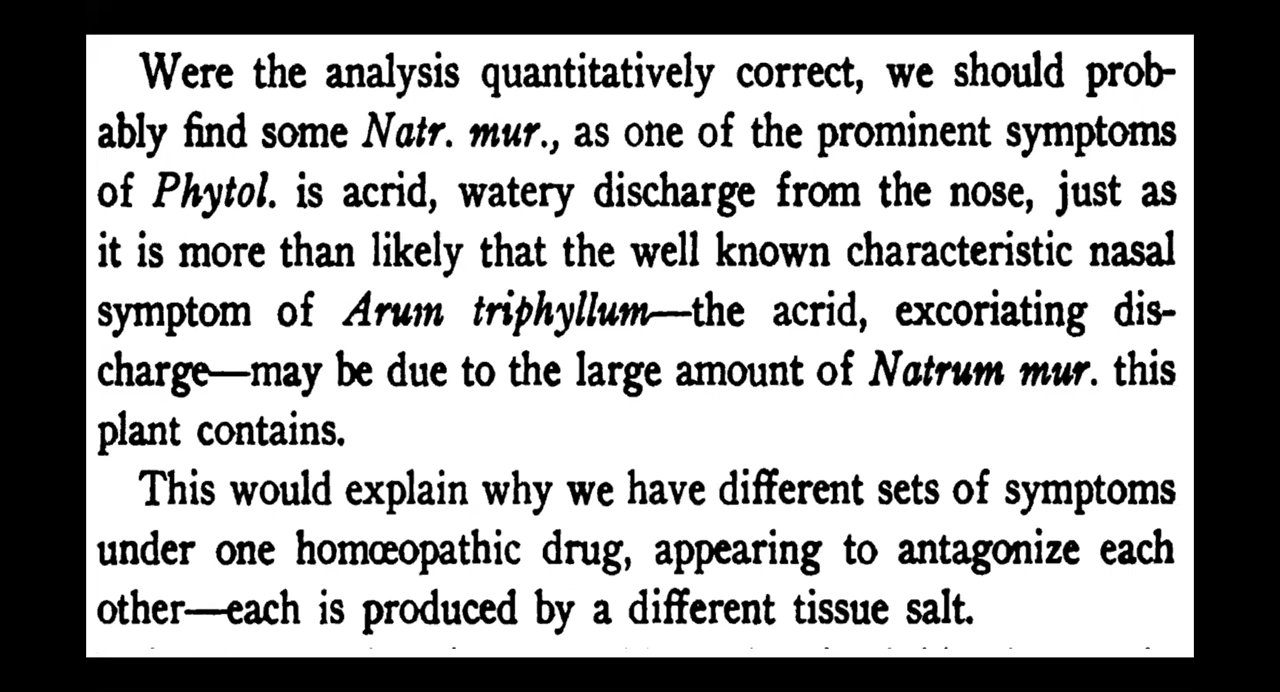 Were the analysis quantitatively correct, we should prob-
ably find some Natr. mur., as one of the prominent symptoms
of Phytol. is acrid, watery discharge from the nose, just as
it is more than likely that the well known characteristic nasal
symptom of Arum triphyllum—the acrid, excoriating dis-
charge—may be due to the large amount of Natrum mur. this
plant contains.
This would explain why we have different sets of symptoms
under one homœopathic drug, appearing to antagonize each
other—each is produced by a different tissue salt.